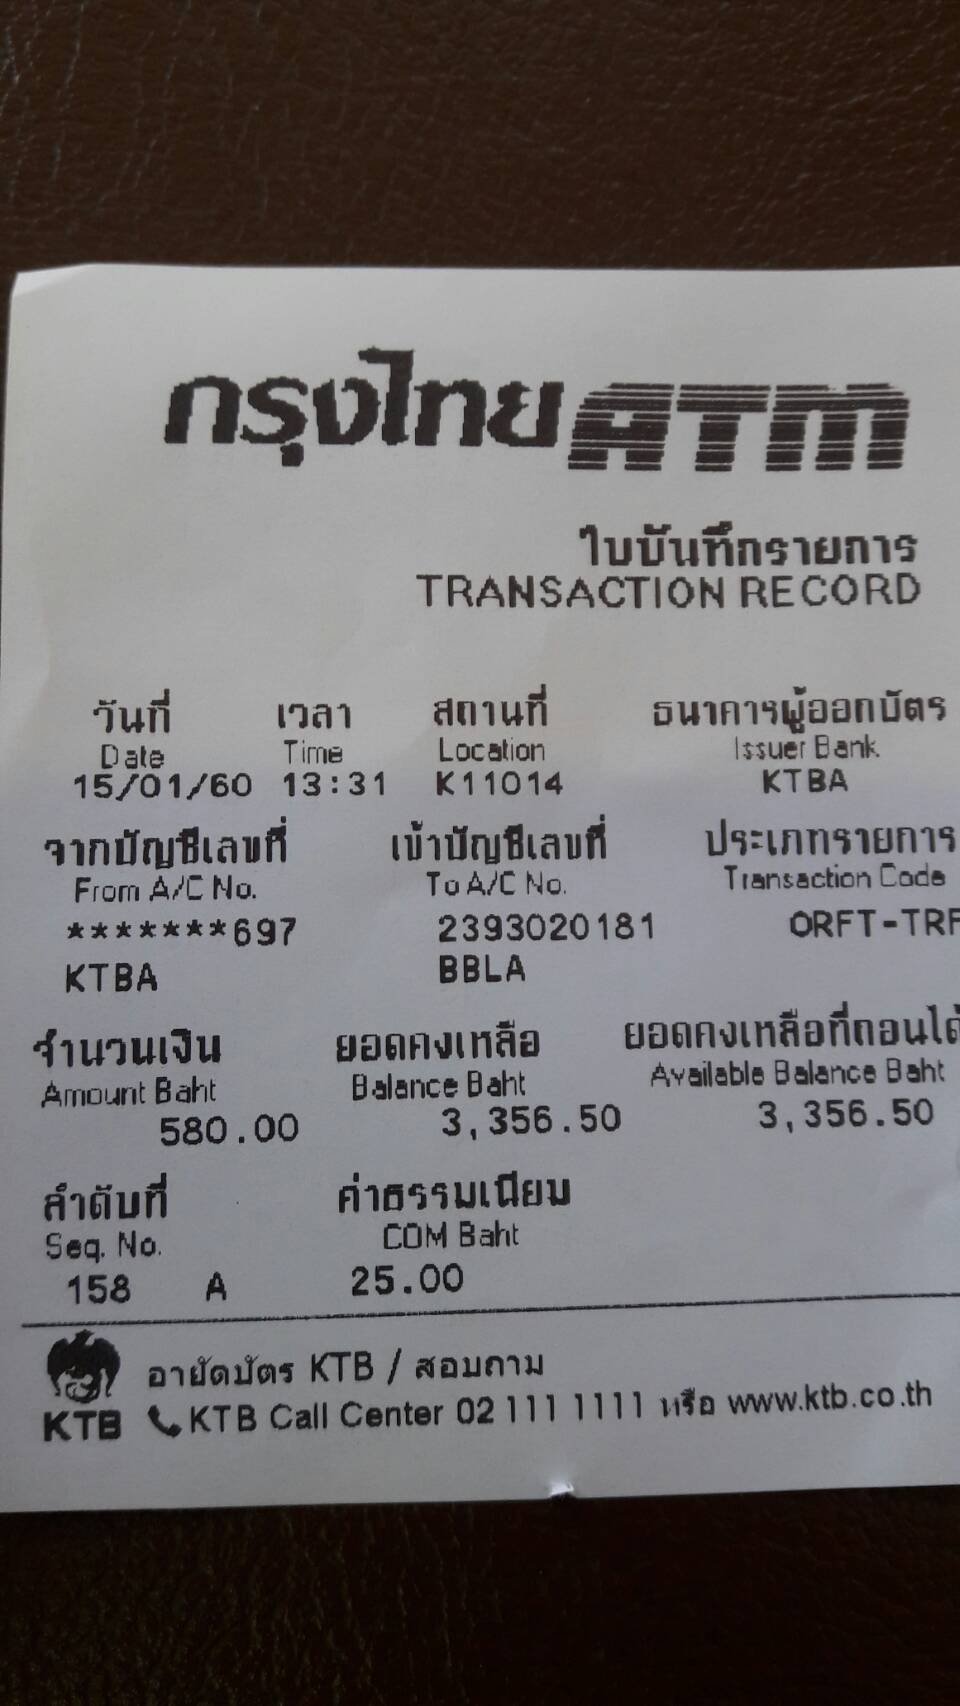 กรุงไทย ATM
ใบบันทึกรายการ
TRANSACTION RECORD
วันที่ เวลา สถานที่ ธนาคารผู้ออกบัตร
Date Time Location Issuer Bank
15/01/60 13:31 K11014 KTBA
จากบัญชีเลขที่ เข้าบัญชีเลขที่ ประเภทรายการ
From A/C No. To A/C No. Transaction Code
*******697 2393020181 ORFT-TRF
KTBA BBLA
จำนวนเงิน ยอดคงเหลือ ยอดคงเหลือที่ถอนได้
Amount Baht Balance Baht Available Balance Baht
580.00 3,356.50 3,356.50
ลำดับที่ ค่าธรรมเนียม
Seq. No. COM Baht
158 A 25.00
อายัดบัตร KTB / สอบถาม
KTB KTB Call Center 02 111 1111 หรือ www.ktb.co.th